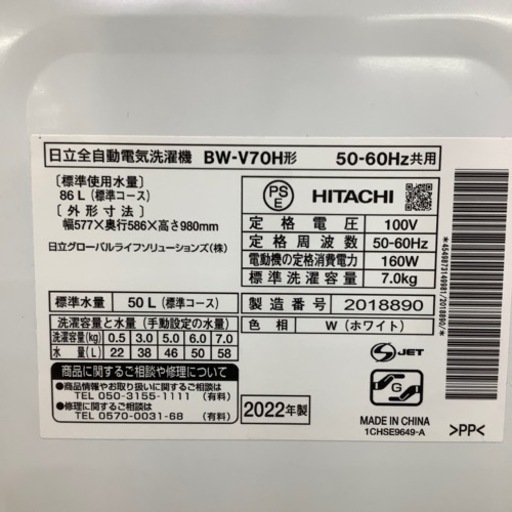 日立全自動電気洗濯機 BW-V70H形 50-60Hz共用
〔標準使用水量〕
86 L (標準コース)
〔外形寸法〕
幅577×奥行586×高さ980mm
日立グローバルライフソリューションズ(株)
PS
E
HITACHI
定格電圧 100V
定格周波数 50-60Hz
電動機の定格消費電力 160W
標準洗濯容量 7.0kg
標準水量 50 L (標準コース)
製造番号 2018890
色相 W (ホワイト)
洗濯容量と水量 (手動設定の水量)
洗濯容量(kg) 0.5 3.0 5.0 6.0 7.0
水量(L) 22 38 46 50 58
商品に関するご相談や修理について
●商品情報やお取り扱いに関するご相談は
TEL 050-3155-1111 (有料)
●修理に関するご相談は
TEL 0570-0031-68 (有料)
2022年製
S JET
G
MADE IN CHINA
1CHSE9649-A
>PP<
*4549873149981/2018890/*